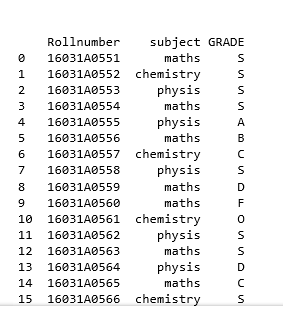 Rollnumber subject GRADE
0 16031A0551 maths S
1 16031A0552 chemistry S
2 16031A0553 physis S
3 16031A0554 maths S
4 16031A0555 physis A
5 16031A0556 maths B
6 16031A0557 chemistry C
7 16031A0558 physis S
8 16031A0559 maths D
9 16031A0560 maths F
10 16031A0561 chemistry O
11 16031A0562 physis S
12 16031A0563 maths S
13 16031A0564 physis D
14 16031A0565 maths C
15 16031A0566 chemistry S